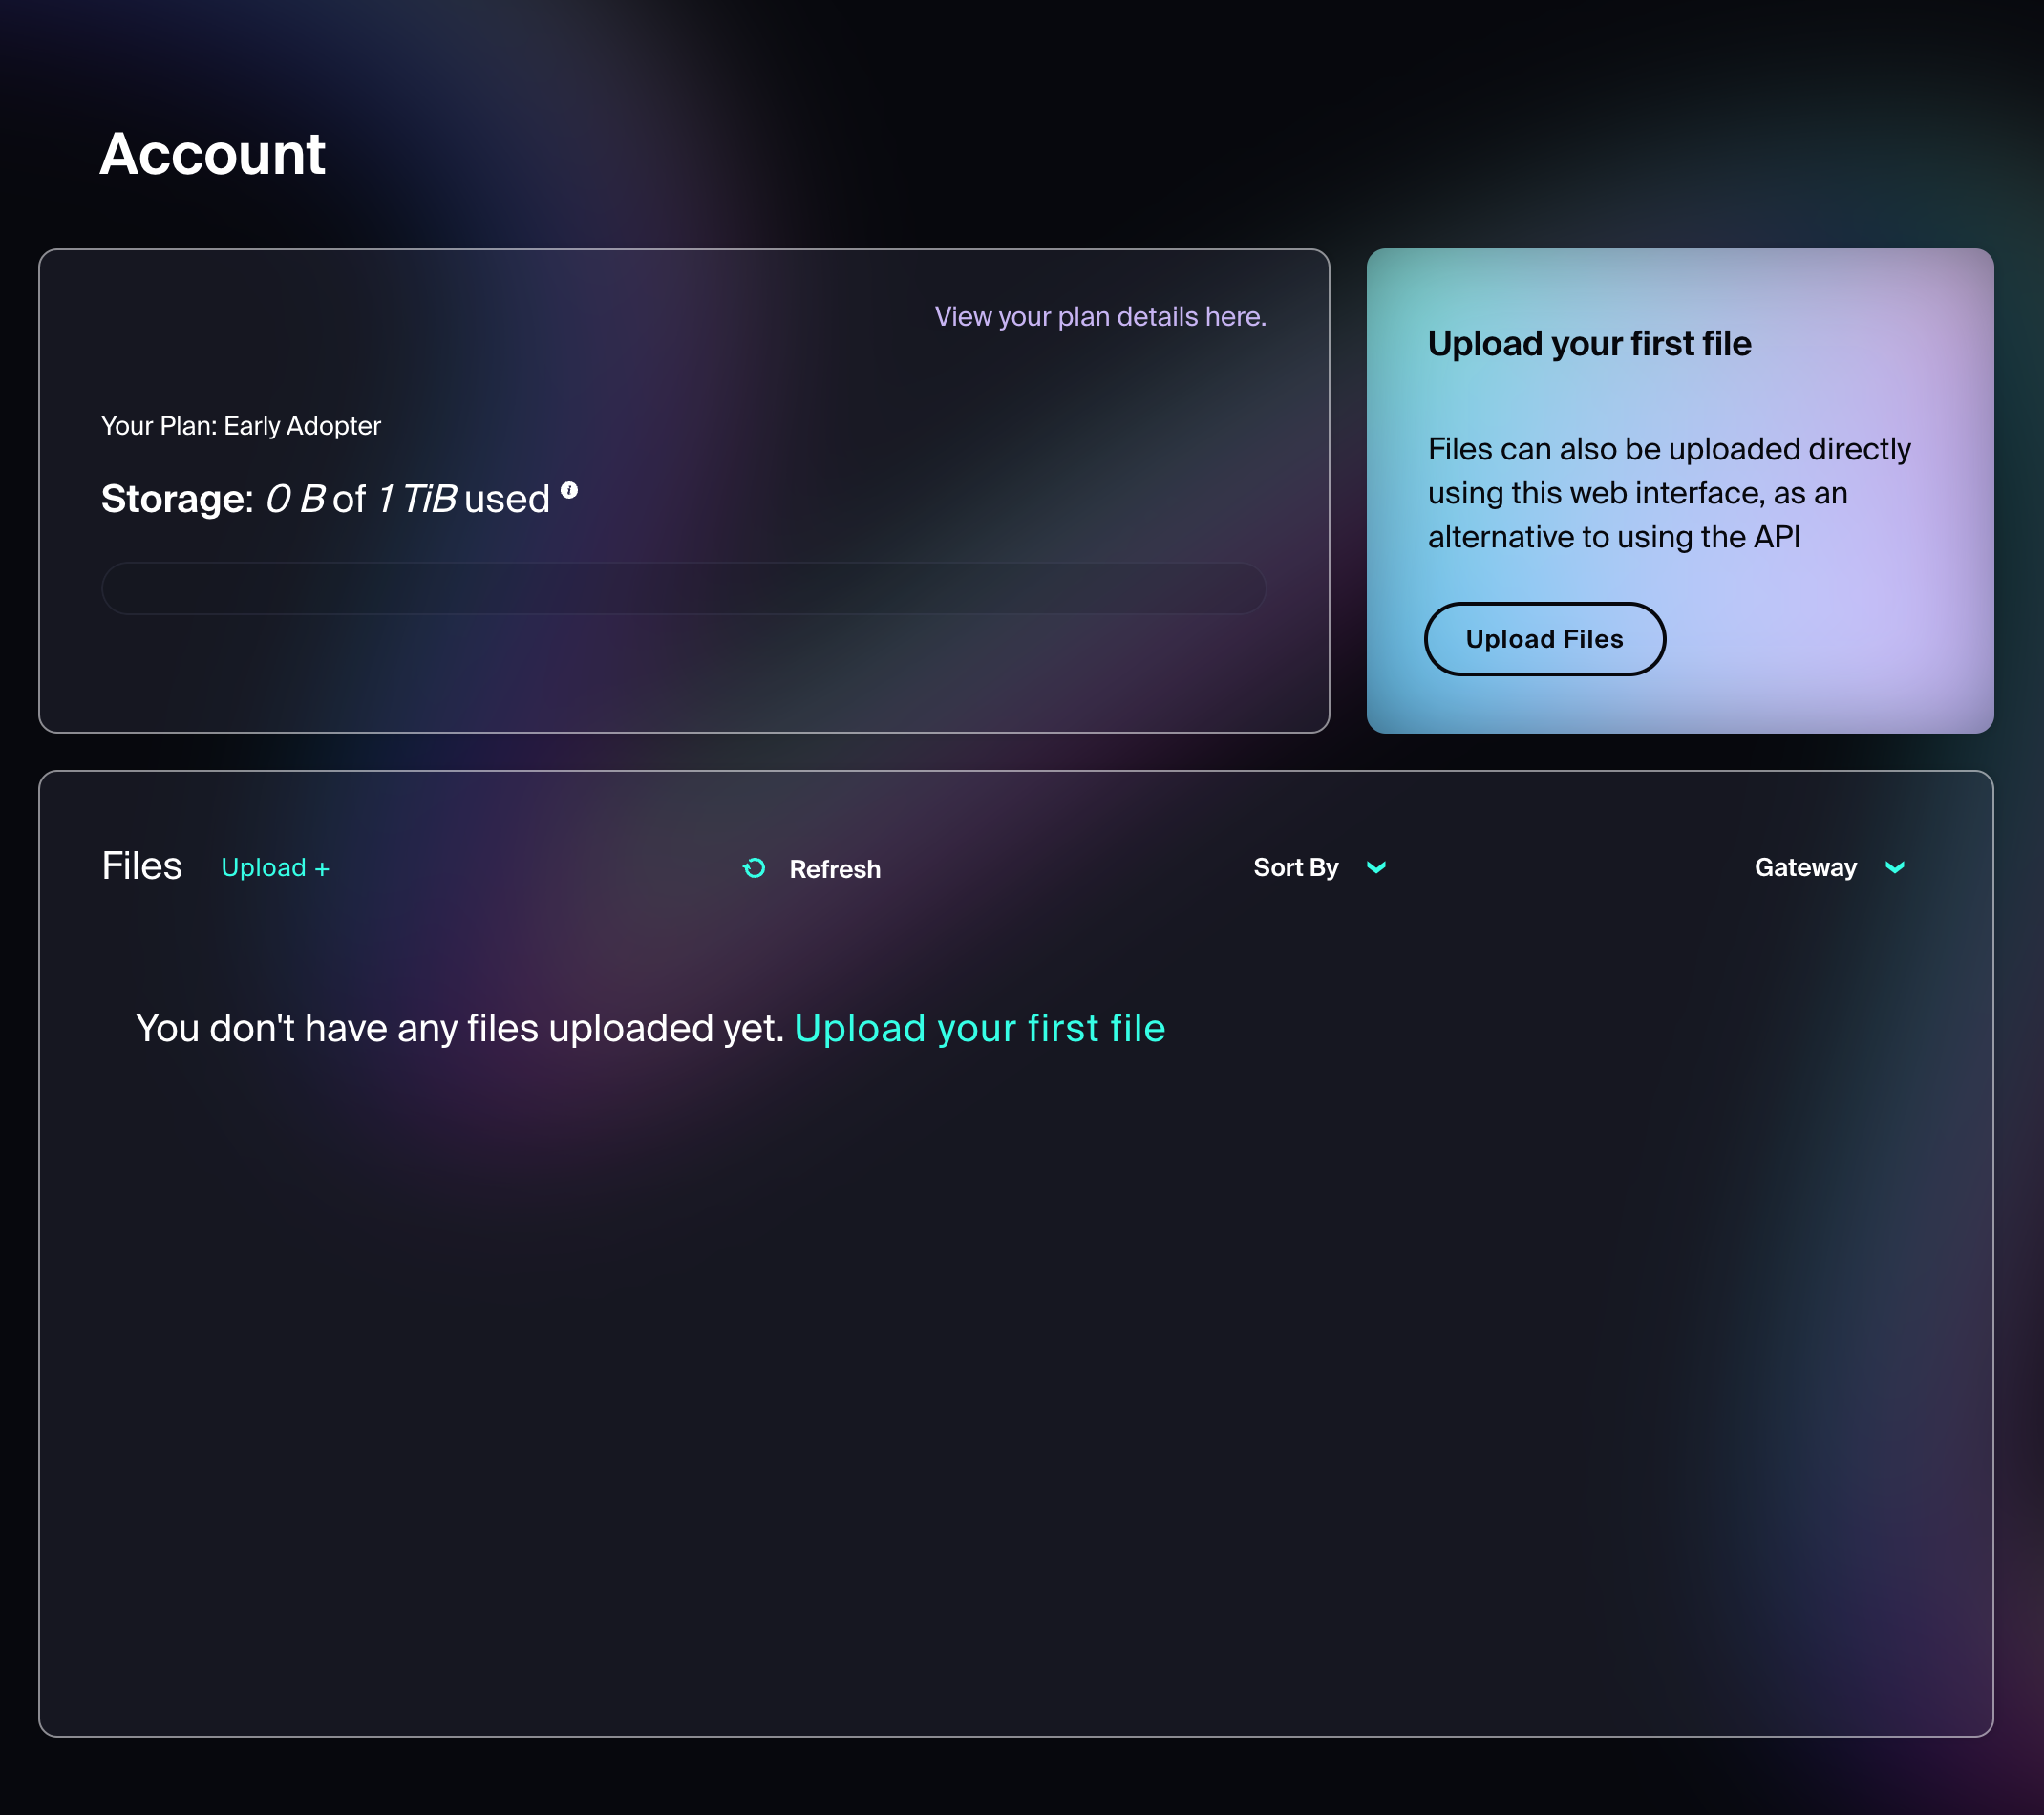 Account
View your plan details here.
Your Plan: Early Adopter
Storage: 0 B of 1 TiB used i
Upload your first file
Files can also be uploaded directly
using this web interface, as an
alternative to using the API
Upload Files
Files Upload + Refresh Sort By Gateway
You don't have any files uploaded yet. Upload your first file